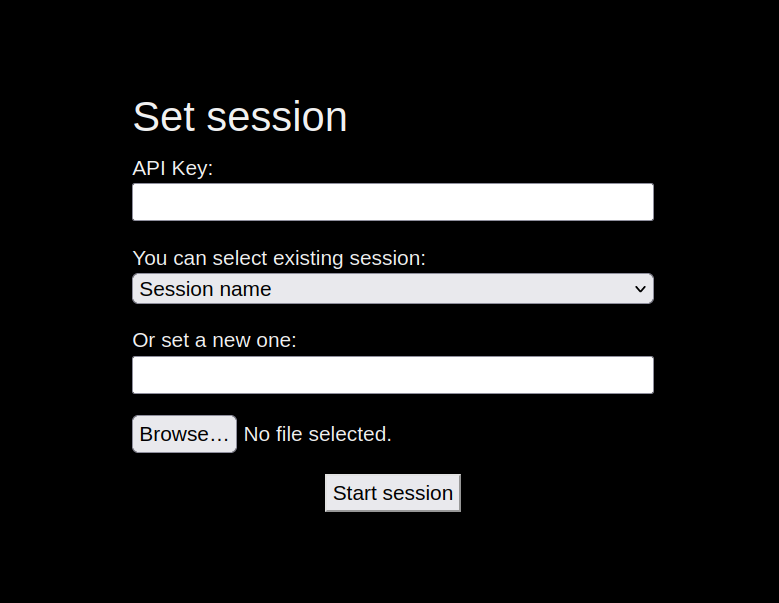 Set session
API Key:
You can select existing session:
Session name
Or set a new one:
Browse… No file selected.
Start session